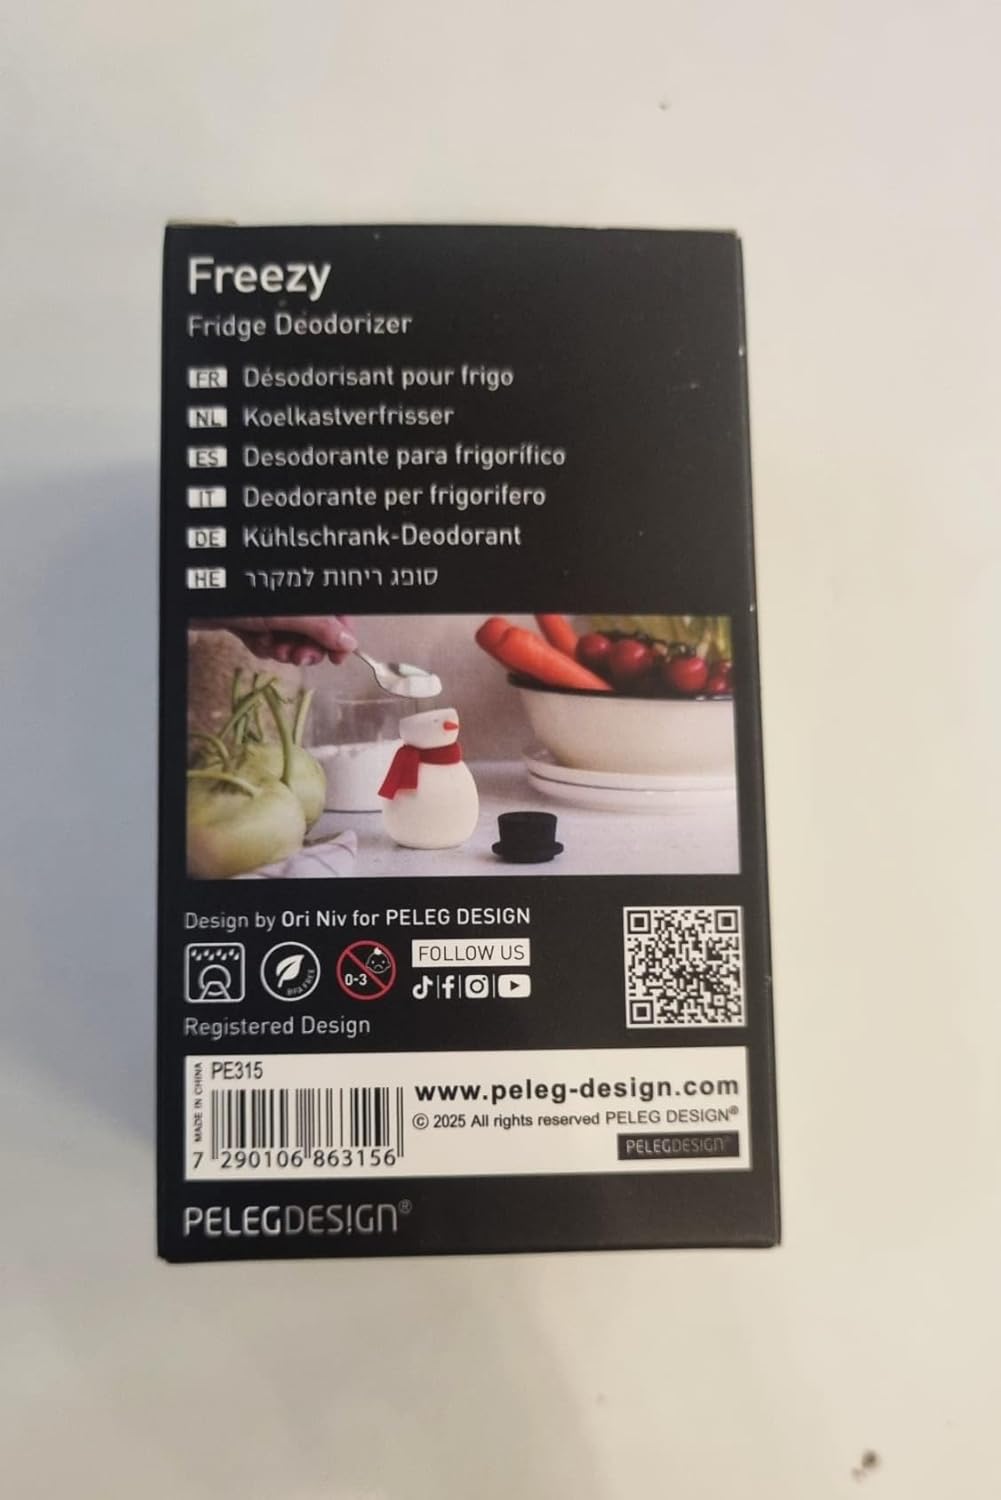 Freezy
Fridge Deodorizer
FR Désodorisant pour frigo
NL Koelkastverfrisser
ES Desodorante para frigorífico
IT Deodorante per frigorifero
DE Kühlschrank-Deodorant
HE סופג ריחות למקרר
Design by Ori Niv for PELEG DESIGN
BPA FREE
0-3
FOLLOW US
Registered Design
MADE IN CHINA
PE315
7 290106 863156
www.peleg-design.com
© 2025 All rights reserved PELEG DESIGN®
PELEGDESIGN®
PELEGDESIGN®